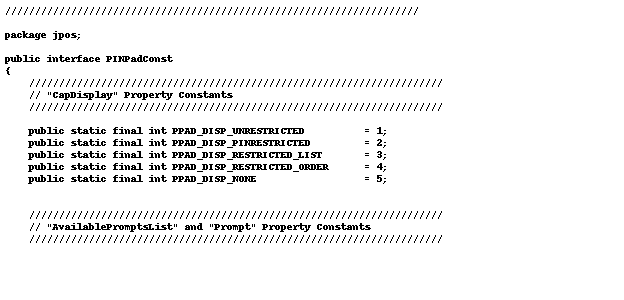 /////////////////////////////////////////////////////////////////////
package jpos;
public interface PINPadConst
{
    /////////////////////////////////////////////////////////////////////
    // "CapDisplay" Property Constants
    /////////////////////////////////////////////////////////////////////
    public static final int PPAD_DISP_UNRESTRICTED          = 1;
    public static final int PPAD_DISP_PINRESTRICTED         = 2;
    public static final int PPAD_DISP_RESTRICTED_LIST       = 3;
    public static final int PPAD_DISP_RESTRICTED_ORDER      = 4;
    public static final int PPAD_DISP_NONE                  = 5;
    /////////////////////////////////////////////////////////////////////
    // "AvailablePromptsList" and "Prompt" Property Constants
    /////////////////////////////////////////////////////////////////////